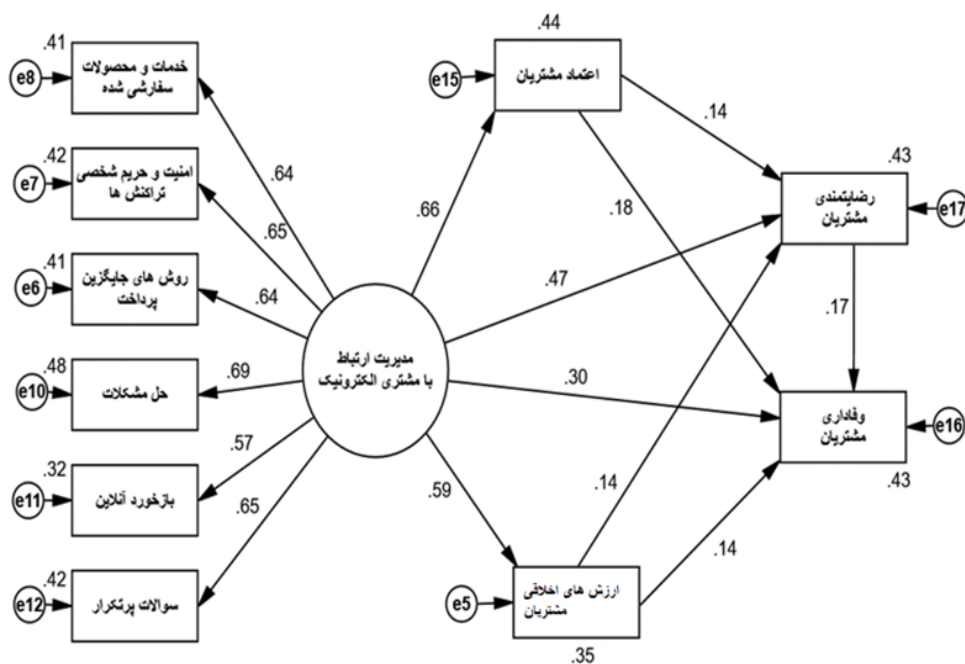 .41
e8
خدمات و محصولات
سفارشی شده
.42
e7
امنیت و حریم شخصی
تراکنش ها
.41
e6
روش های جایگزین
پرداخت
.48
e10
حل مشکلات
.32
e11
بازخورد آنلاین
.42
e12
سوالات پرتکرار
.64
.65
.64
.69
.57
.65
مدیریت ارتباط
با مشتری الکترونیک
.66
.47
.30
.59
.44
e15
اعتماد مشتریان
.14
.18
.43
رضایتمندی
مشتریان
e17
.17
وفاداری
مشتریان
e16
.43
.14
.14
e5
ارزش های اخلاقی
مشتریان
.35